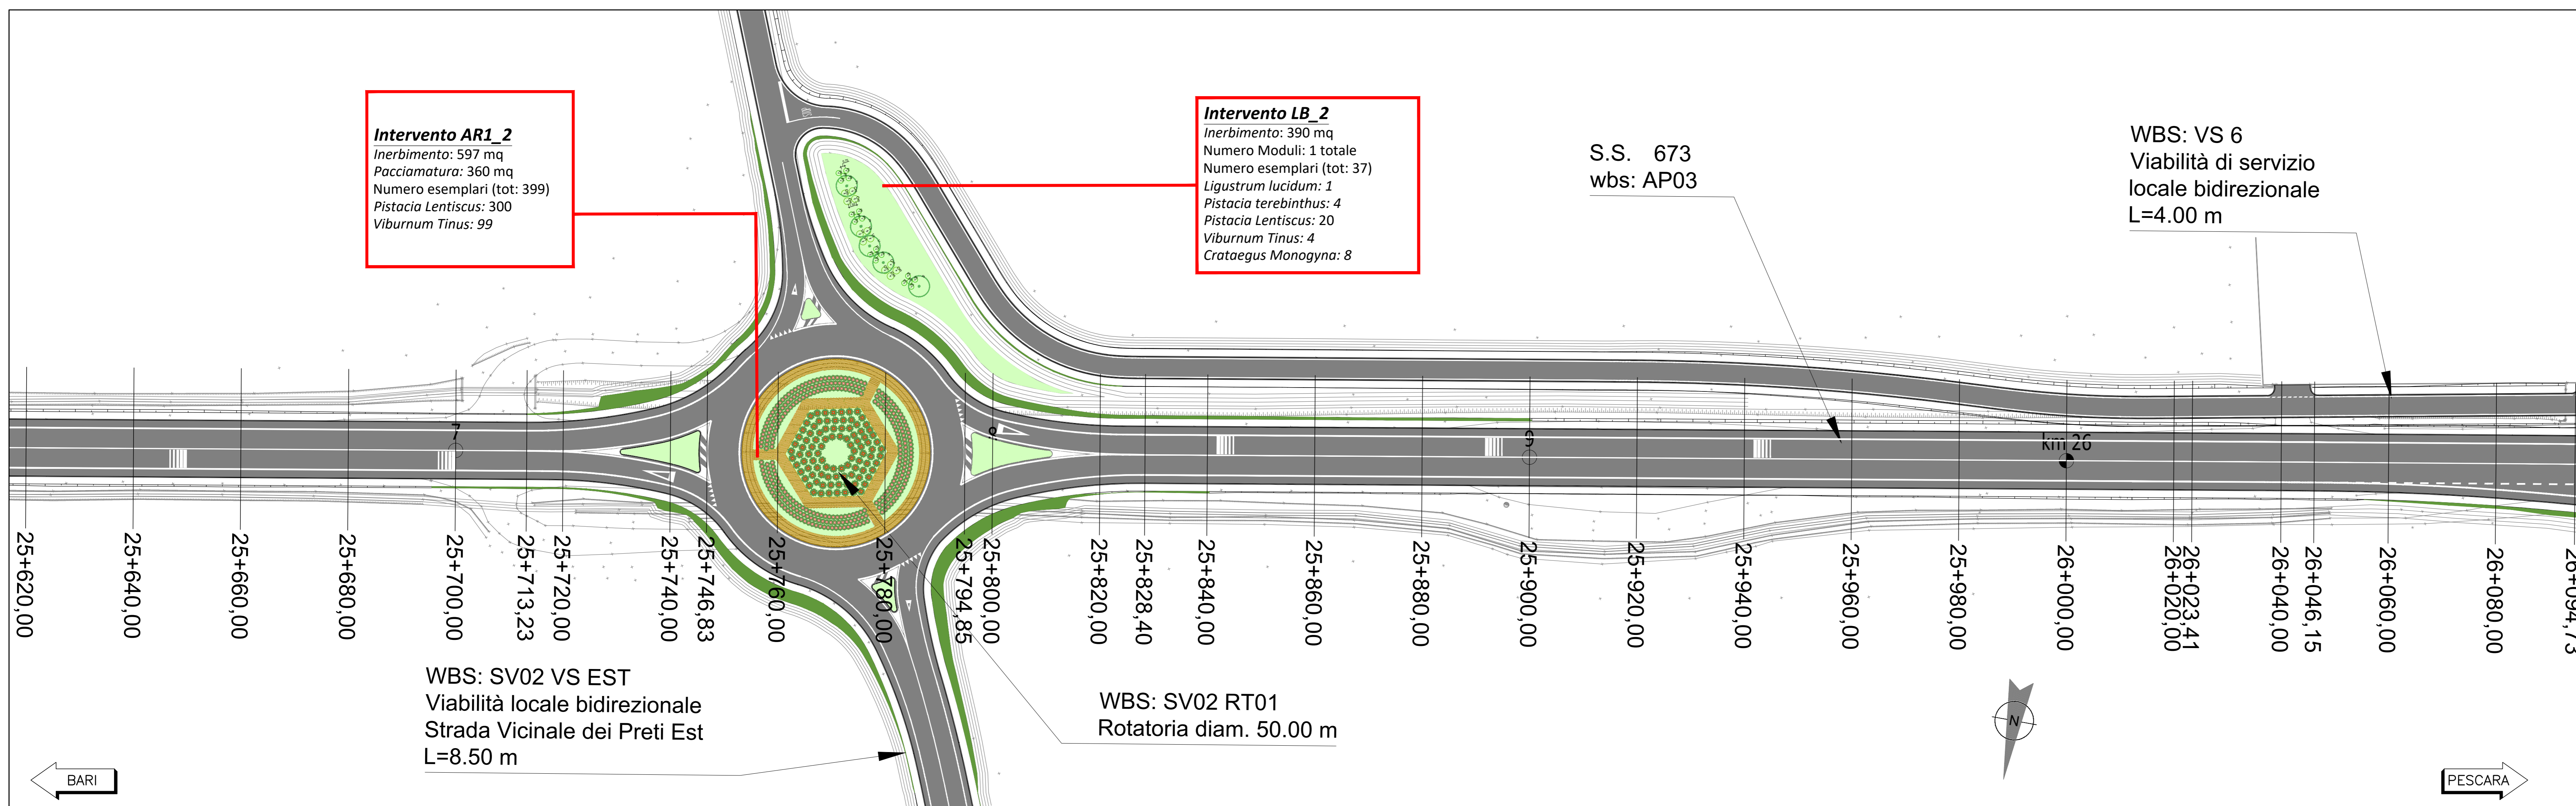 Intervento AR1_2
Inerbimento: 597 mq
Pacciamatura: 360 mq
Numero esemplari (tot: 399)
Pistacia Lentiscus: 300
Viburnum Tinus: 99
Intervento LB_2
Inerbimento: 390 mq
Numero Moduli: 1 totale
Numero esemplari (tot: 37)
Ligustrum lucidum: 1
Pistacia terebinthus: 4
Pistacia Lentiscus: 20
Viburnum Tinus: 4
Crataegus Monogyna: 8
S.S. 673
wbs: AP03
WBS: VS 6
Viabilità di servizio
locale bidirezionale
L=4.00 m
7
km 26
25+620,00
25+640,00
25+660,00
25+680,00
25+700,00
25+713,23
25+720,00
25+740,00
25+746,83
25+760,00
25+780,00
25+794,85
25+800,00
25+820,00
25+828,40
25+840,00
25+860,00
25+880,00
25+900,00
25+920,00
25+940,00
25+960,00
25+980,00
26+000,00
26+020,00
26+023,41
26+040,00
26+046,15
26+060,00
26+080,00
26+094,73
WBS: SV02 VS EST
Viabilità locale bidirezionale
Strada Vicinale dei Preti Est
L=8.50 m
WBS: SV02 RT01
Rotatoria diam. 50.00 m
N
BARI
PESCARA